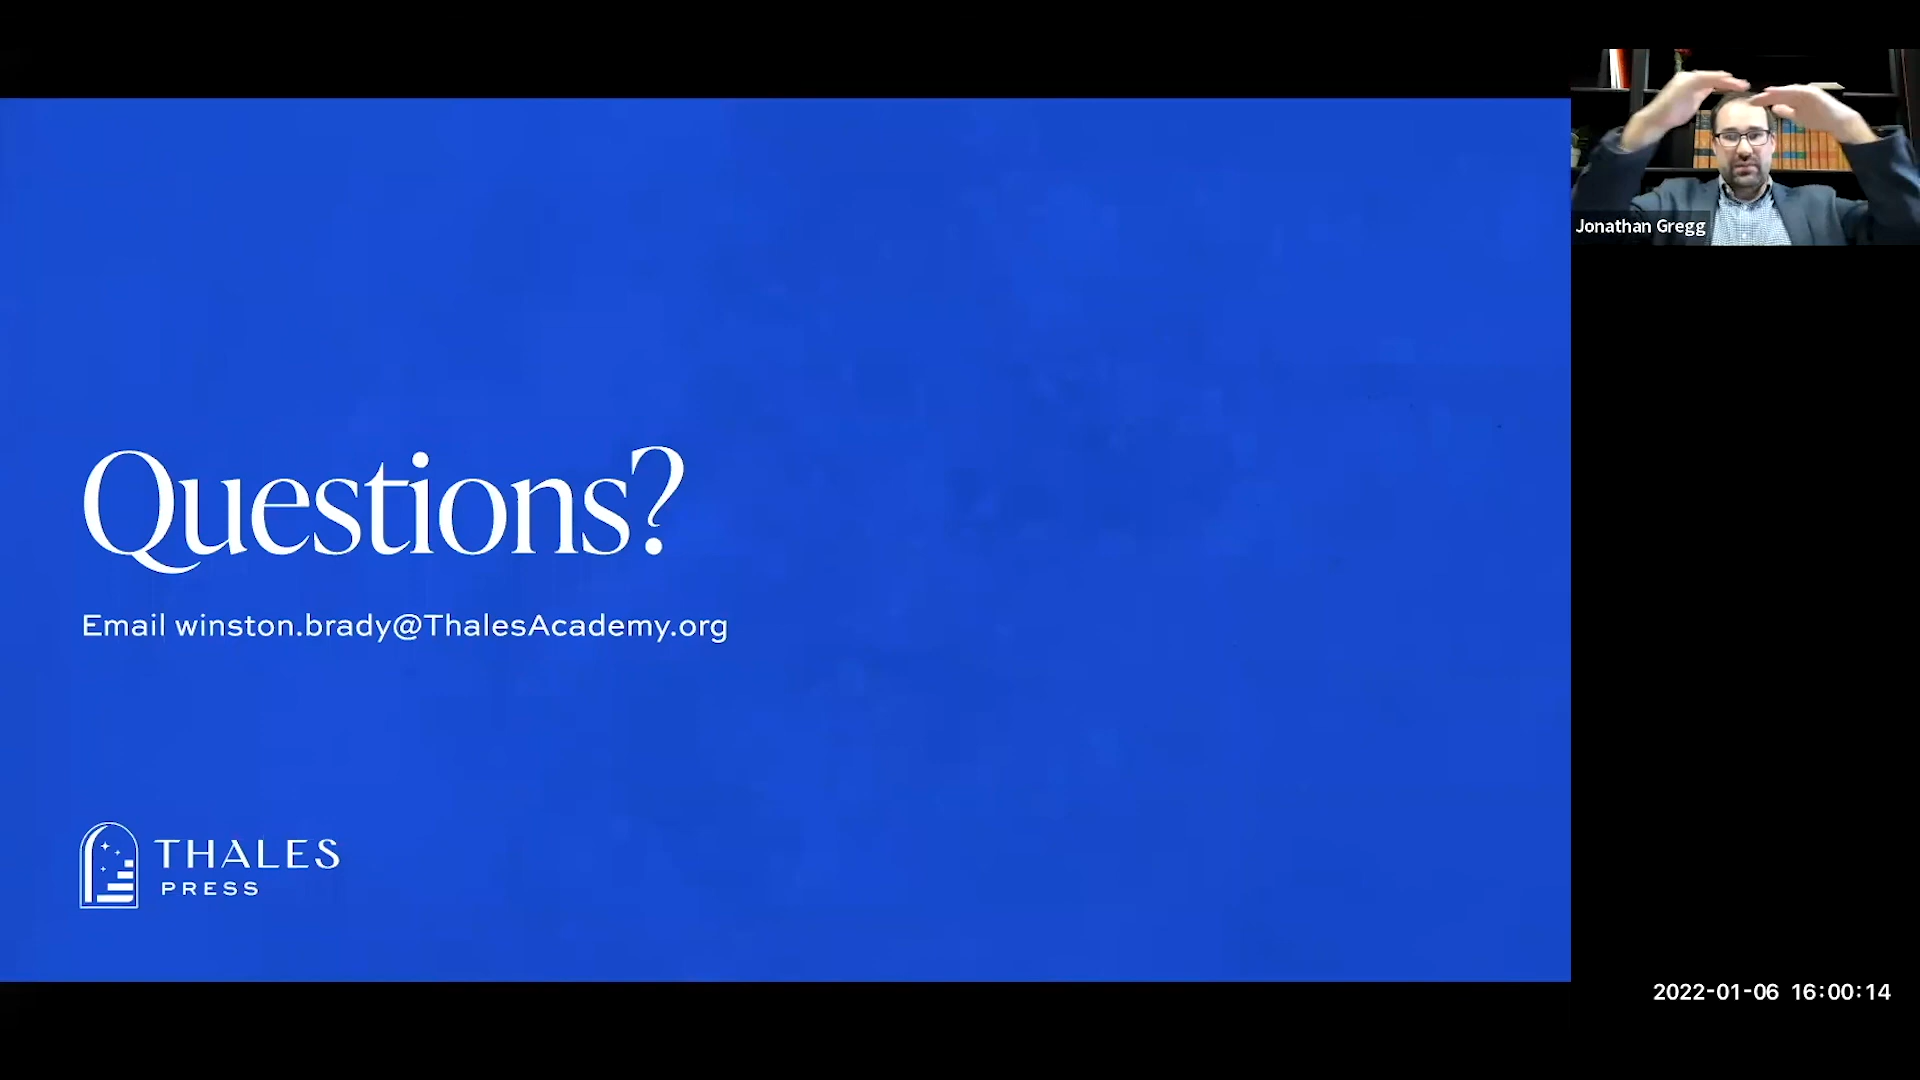 Jonathan Gregg
Questions?
Email winston.brady@ThalesAcademy.org
THALES
PRESS
2022-01-06 16:00:14